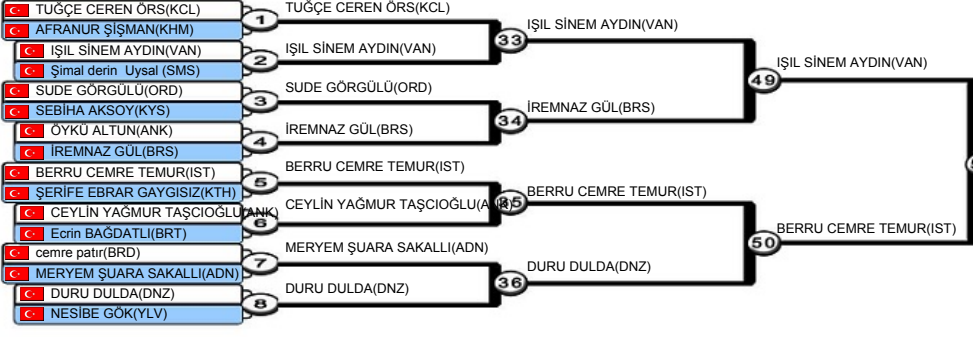 TUĞÇE CEREN ÖRS(KCL)
AFRANUR ŞİŞMAN(KHM)
IŞIL SİNEM AYDIN(VAN)
Şimal derin Uysal (SMS)
SUDE GÖRGÜLÜ(ORD)
SEBİHA AKSOY(KYS)
ÖYKÜ ALTUN(ANK)
İREMNAZ GÜL(BRS)
BERRU CEMRE TEMUR(IST)
ŞERİFE EBRAR GAYGISIZ(KTH)
CEYLİN YAĞMUR TAŞCIOĞLU(ANK)
Ecrin BAĞDATLI(BRT)
cemre patır(BRD)
MERYEM ŞUARA SAKALLI(ADN)
DURU DULDA(DNZ)
NESİBE GÖK(YLV)
1
2
3
4
5
6
7
8
TUĞÇE CEREN ÖRS(KCL)
IŞIL SİNEM AYDIN(VAN)
SUDE GÖRGÜLÜ(ORD)
İREMNAZ GÜL(BRS)
BERRU CEMRE TEMUR(IST)
CEYLİN YAĞMUR TAŞCIOĞLU(ANK)
MERYEM ŞUARA SAKALLI(ADN)
DURU DULDA(DNZ)
33
34
35
36
IŞIL SİNEM AYDIN(VAN)
İREMNAZ GÜL(BRS)
BERRU CEMRE TEMUR(IST)
DURU DULDA(DNZ)
49
50
IŞIL SİNEM AYDIN(VAN)
BERRU CEMRE TEMUR(IST)